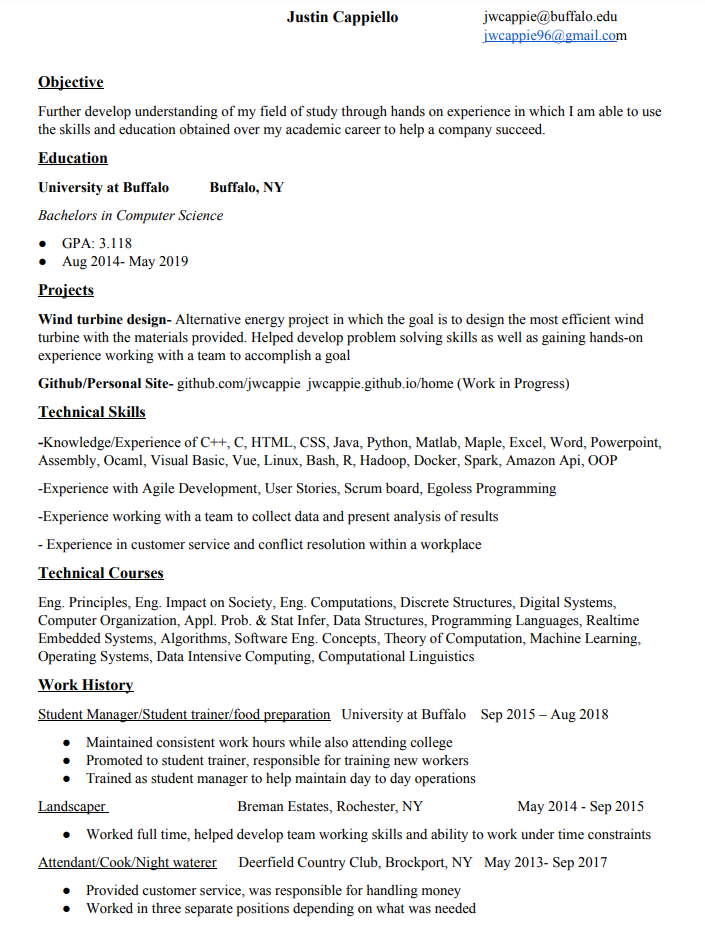 Justin Cappiello jwcappie@buffalo.edu
jwcappie96@gmail.com
Objective
Further develop understanding of my field of study through hands on experience in which I am able to use
the skills and education obtained over my academic career to help a company succeed.
Education
University at Buffalo Buffalo, NY
Bachelors in Computer Science
● GPA: 3.118
● Aug 2014- May 2019
Projects
Wind turbine design- Alternative energy project in which the goal is to design the most efficient wind
turbine with the materials provided. Helped develop problem solving skills as well as gaining hands-on
experience working with a team to accomplish a goal
Github/Personal Site- github.com/jwcappie jwcappie.github.io/home (Work in Progress)
Technical Skills
-Knowledge/Experience of C++, C, HTML, CSS, Java, Python, Matlab, Maple, Excel, Word, Powerpoint,
Assembly, Ocaml, Visual Basic, Vue, Linux, Bash, R, Hadoop, Docker, Spark, Amazon Api, OOP
-Experience with Agile Development, User Stories, Scrum board, Egoless Programming
-Experience working with a team to collect data and present analysis of results
- Experience in customer service and conflict resolution within a workplace
Technical Courses
Eng. Principles, Eng. Impact on Society, Eng. Computations, Discrete Structures, Digital Systems,
Computer Organization, Appl. Prob. & Stat Infer, Data Structures, Programming Languages, Realtime
Embedded Systems, Algorithms, Software Eng. Concepts, Theory of Computation, Machine Learning,
Operating Systems, Data Intensive Computing, Computational Linguistics
Work History
Student Manager/Student trainer/food preparation University at Buffalo Sep 2015 – Aug 2018
● Maintained consistent work hours while also attending college
● Promoted to student trainer, responsible for training new workers
● Trained as student manager to help maintain day to day operations
Landscaper Breman Estates, Rochester, NY May 2014 - Sep 2015
● Worked full time, helped develop team working skills and ability to work under time constraints
Attendant/Cook/Night waterer Deerfield Country Club, Brockport, NY May 2013- Sep 2017
● Provided customer service, was responsible for handling money
● Worked in three separate positions depending on what was needed